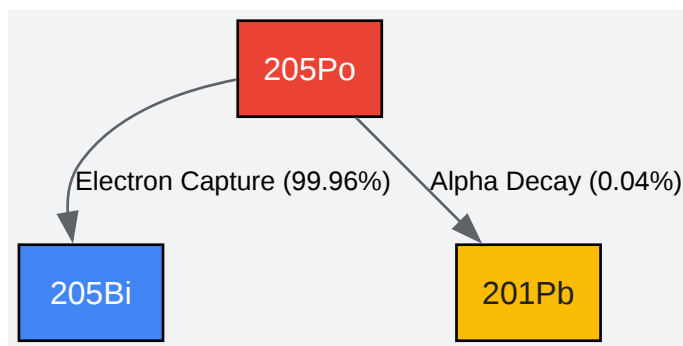 205Po
Electron Capture (99.96%)
Alpha Decay (0.04%)
205Bi
201Pb